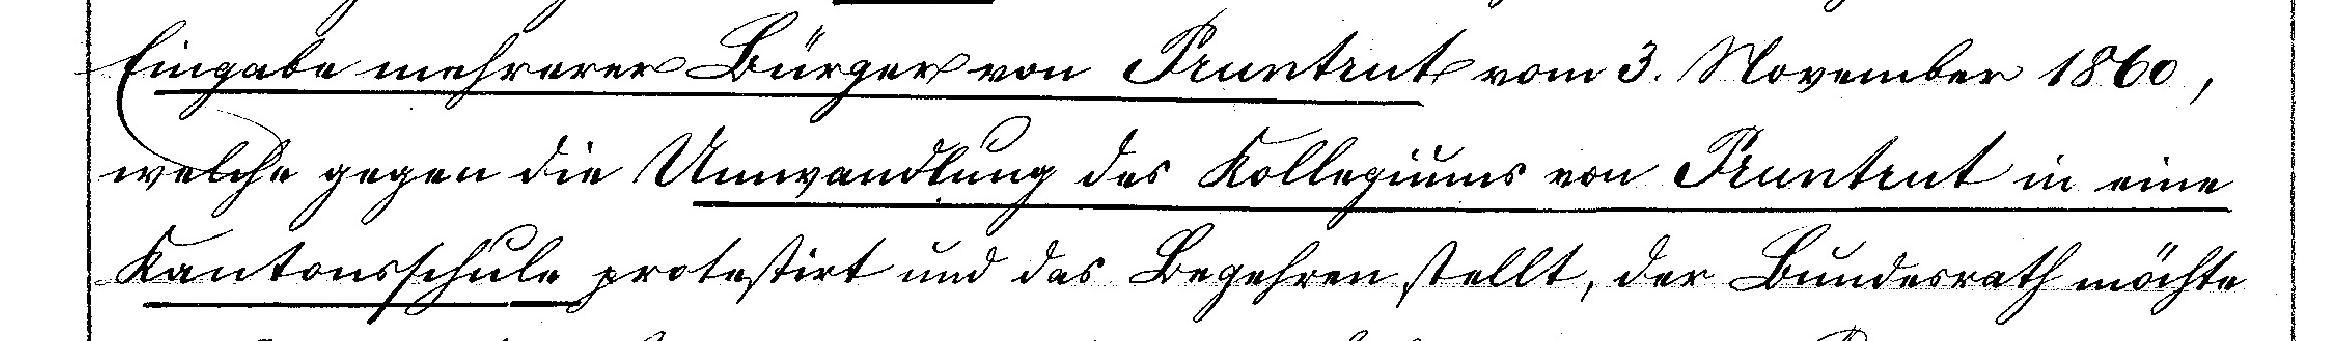 Eingabe mehrerer Bürger von Pruntrut vom 3. November 1860,
welche gegen die Umwandlung des Kollegiums von Pruntrut in eine
Kantonsschule protestirt und das Begehren stellt, der Bundesrath möchte